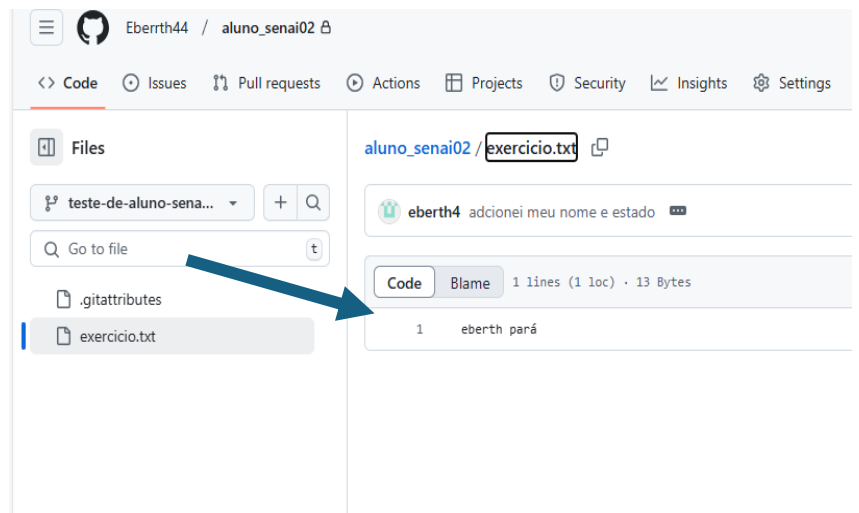 Eberrth44 / aluno_senai02
Code Issues Pull requests Actions Projects Security Insights Settings
Files
teste-de-aluno-sena...
Go to file t
.gitattributes
exercicio.txt
aluno_senai02 / exercicio.txt
eberth4 adcionei meu nome e estado
Code Blame 1 lines (1 loc) · 13 Bytes
1 eberth pará